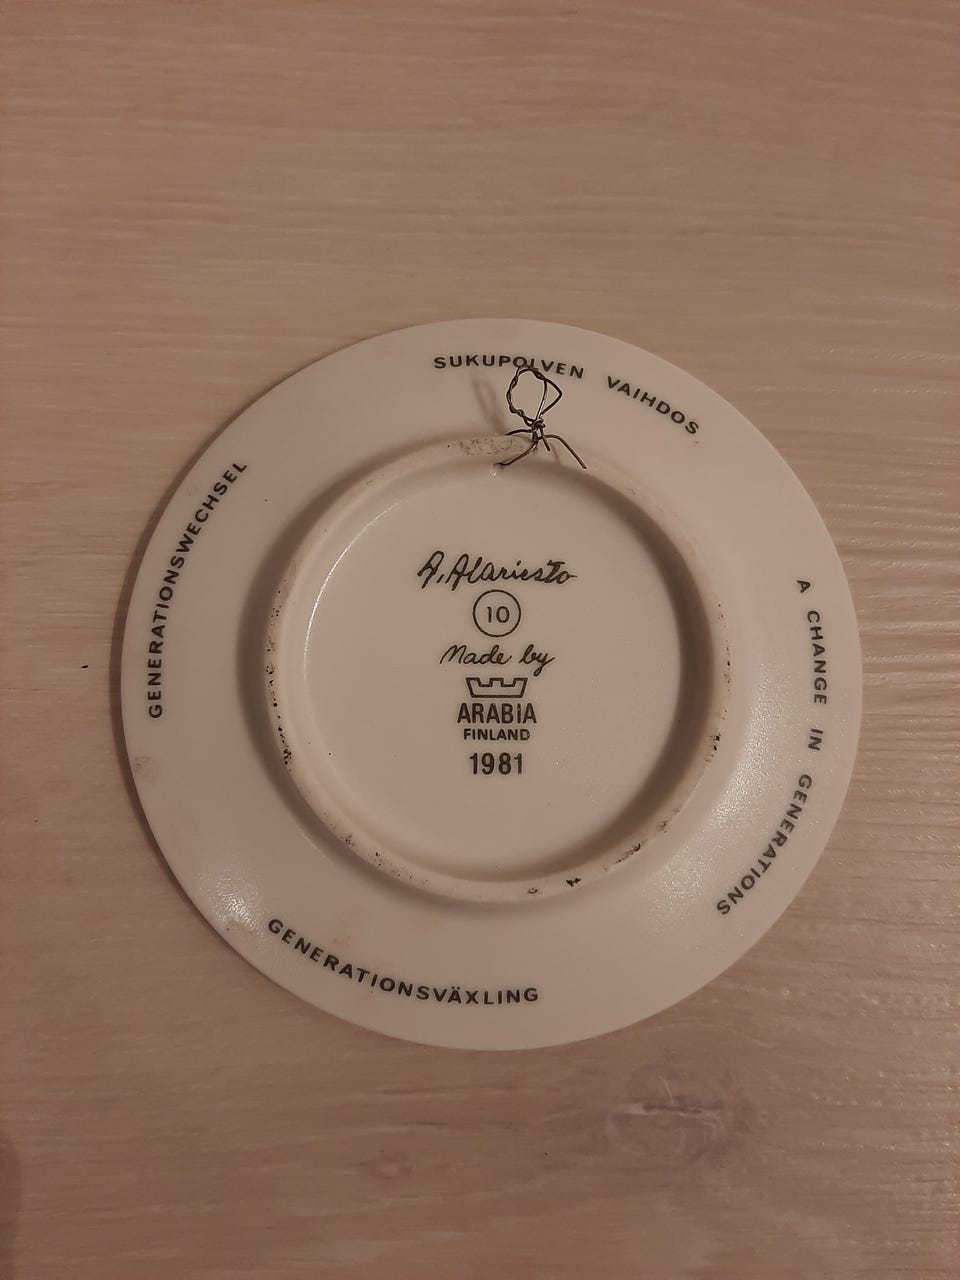 SUKUPOLVEN VAIHDOS
A CHANGE IN GENERATIONS
GENERATIONSVÄXLING
GENERATIONSWECHSEL
A. Alariesto
10
Made by
ARABIA
FINLAND
1981